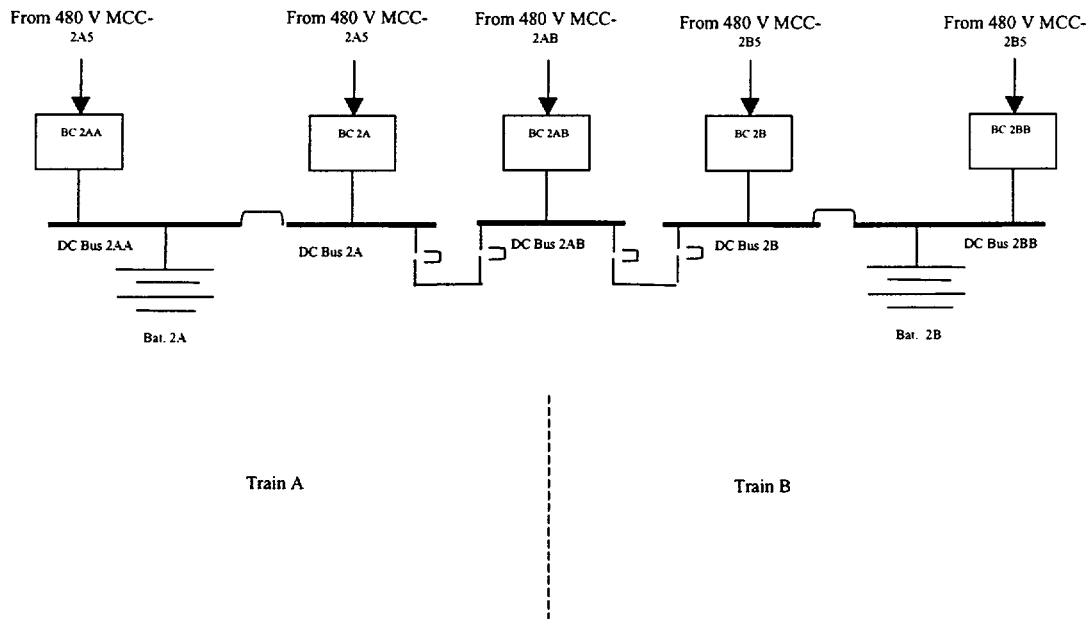 From 480 V MCC-
2A5
From 480 V MCC-
2A5
From 480 V MCC-
2AB
From 480 V MCC-
2B5
From 480 V MCC-
2B5
BC 2AA
BC 2A
BC 2AB
BC 2B
BC 2BB
DC Bus 2AA
DC Bus 2A
DC Bus 2AB
DC Bus 2B
DC Bus 2BB
Bat. 2A
Bat. 2B
Train A
Train B